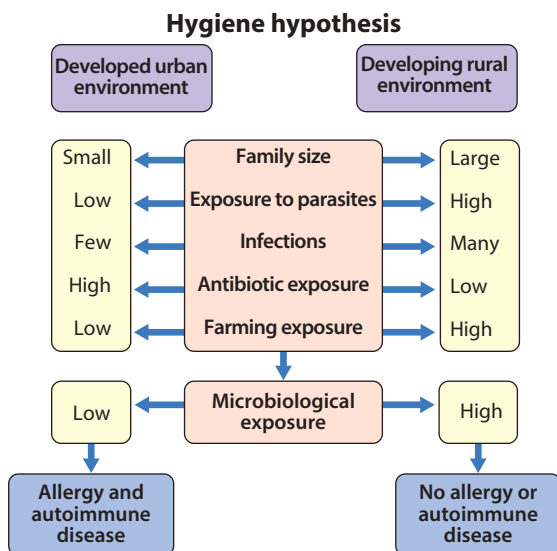 Hygiene hypothesis
Developed urban
environment
Developing rural
environment
Small
Family size
Large
Low
Exposure to parasites
High
Few
Infections
Many
High
Antibiotic exposure
Low
Low
Farming exposure
High
Low
Microbiological
exposure
High
Allergy and
autoimmune
disease
No allergy or
autoimmune
disease